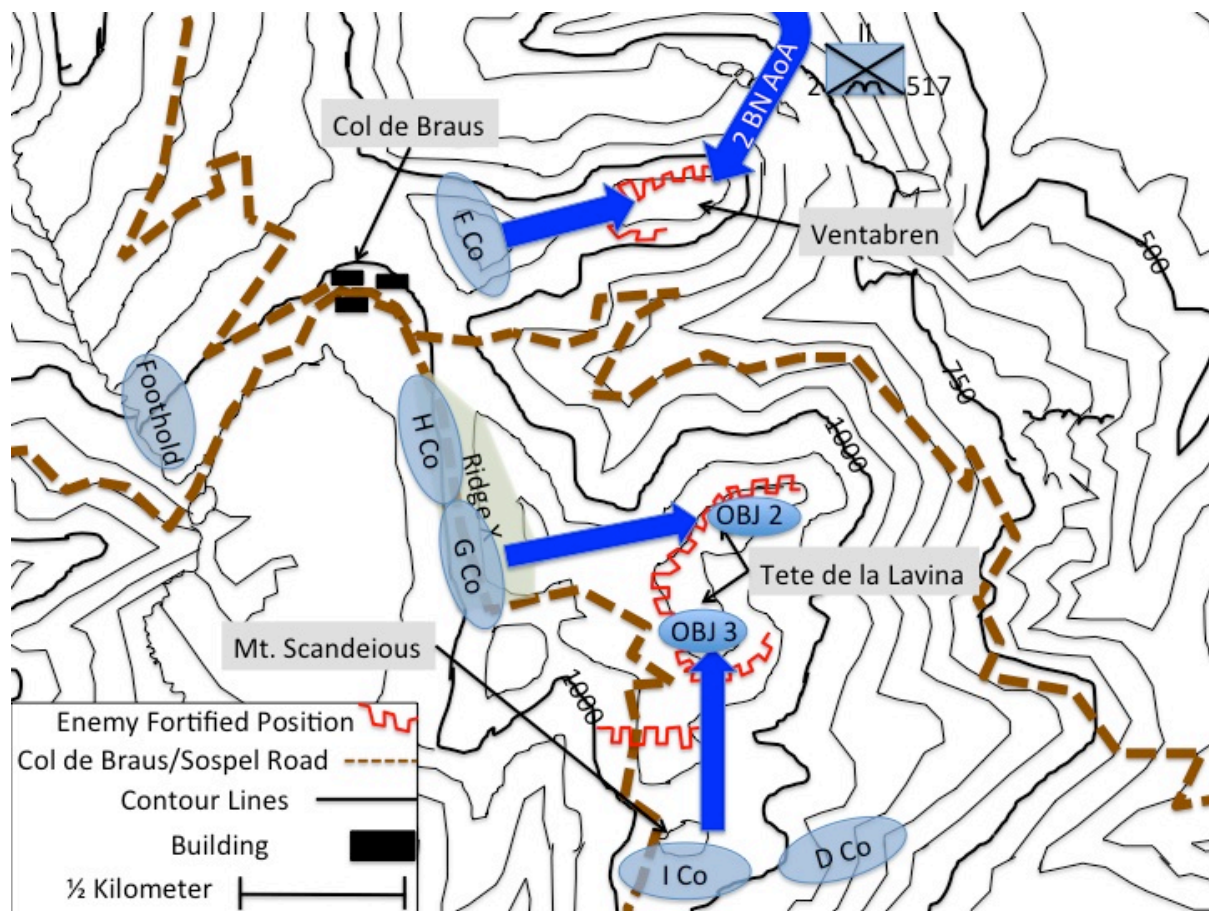 II
2 517
2 BN AoA
Col de Braus
F Co
Ventabren
500
Foothold
H Co
750
Ridge Y
1000
OBJ 2
G Co
Tete de la Lavina
OBJ 3
Mt. Scandeious
1000
Enemy Fortified Position
Col de Braus/Sospel Road
Contour Lines
Building
½ Kilometer
I Co
D Co